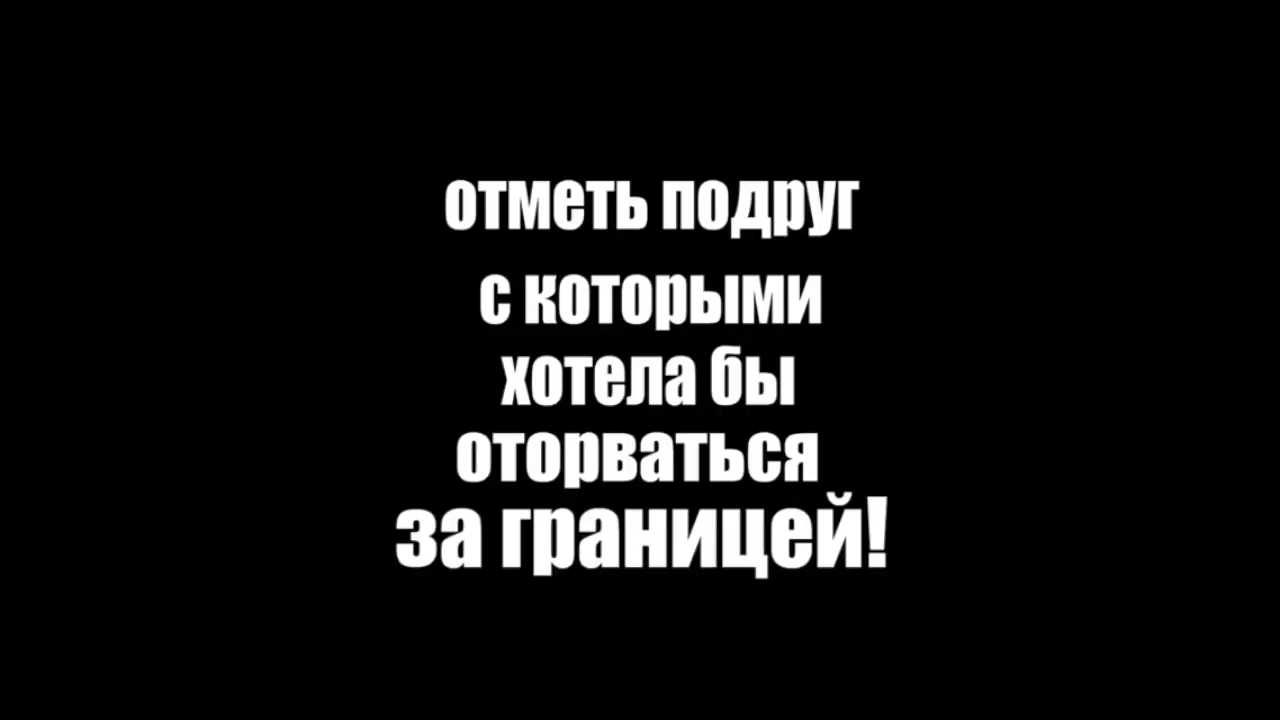 отметь подруг
с которыми
хотела бы
оторваться
за границей!